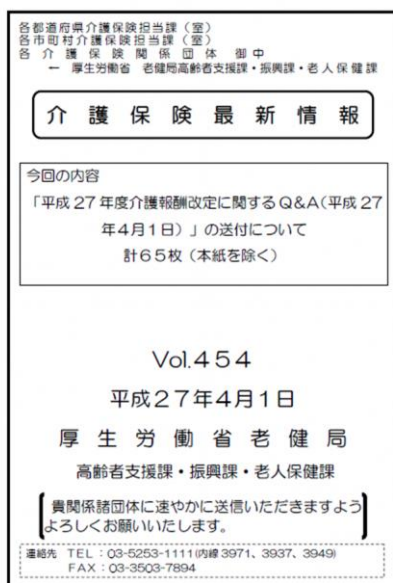 各都道府県介護保険担当課（室）
各市町村介護保険担当課（室）
各 介 護 保 険 関 係 団 体 御 中
← 厚生労働省 老健局高齢者支援課・振興課・老人保健課
介 護 保 険 最 新 情 報
今回の内容
「平成27年度介護報酬改定に関するQ&A(平成27
年4月1日）」の送付について
計65枚（本紙を除く）
Vol.454
平成27年4月1日
厚 生 労 働 省 老 健 局
高齢者支援課・振興課・老人保健課
貴関係諸団体に速やかに送信いただきますよう
よろしくお願いいたします。
連絡先 TEL : 03-5253-1111(内線3971、3937、3949)
FAX : 03-3503-7894